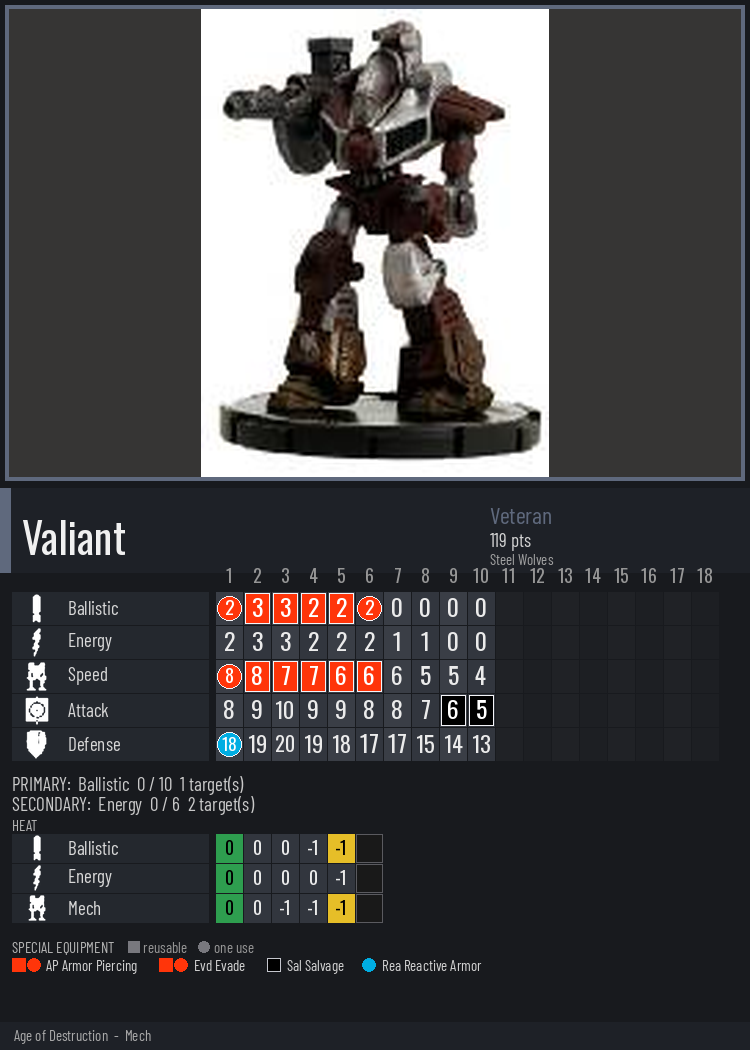 Valiant
Veteran
119 pts
Steel Wolves
1 2 3 4 5 6 7 8 9 10 11 12 13 14 15 16 17 18
Ballistic 2 3 3 2 2 2 0 0 0 0
Energy 2 3 3 2 2 2 1 1 0 0
Speed 8 8 7 7 6 6 6 5 5 4
Attack 8 9 10 9 9 8 8 7 6 5
Defense 18 19 20 19 18 17 17 15 14 13
PRIMARY: Ballistic 0 / 10 1 target(s)
SECONDARY: Energy 0 / 6 2 target(s)
HEAT
Ballistic 0 0 0 -1 -1
Energy 0 0 0 0 -1
Mech 0 0 -1 -1 -1
SPECIAL EQUIPMENT reusable one use
AP Armor Piercing Evd Evade Sal Salvage Rea Reactive Armor
Age of Destruction - Mech